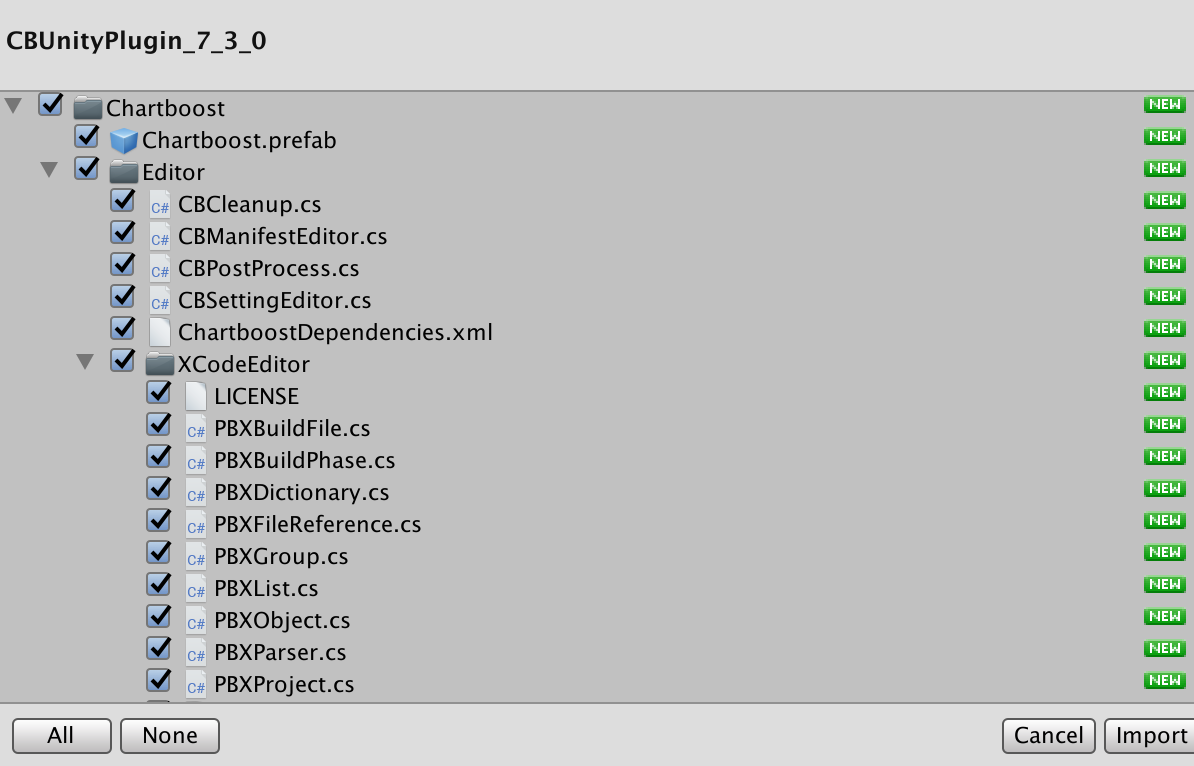 CBUnityPlugin_7_3_0
Chartboost NEW
Chartboost.prefab NEW
Editor NEW
C# CBCleanup.cs NEW
C# CBManifestEditor.cs NEW
C# CBPostProcess.cs NEW
C# CBSettingEditor.cs NEW
ChartboostDependencies.xml NEW
XCodeEditor NEW
LICENSE NEW
C# PBXBuildFile.cs NEW
C# PBXBuildPhase.cs NEW
C# PBXDictionary.cs NEW
C# PBXFileReference.cs NEW
C# PBXGroup.cs NEW
C# PBXList.cs NEW
C# PBXObject.cs NEW
C# PBXParser.cs NEW
C# PBXProject.cs NEW
All None Cancel Import